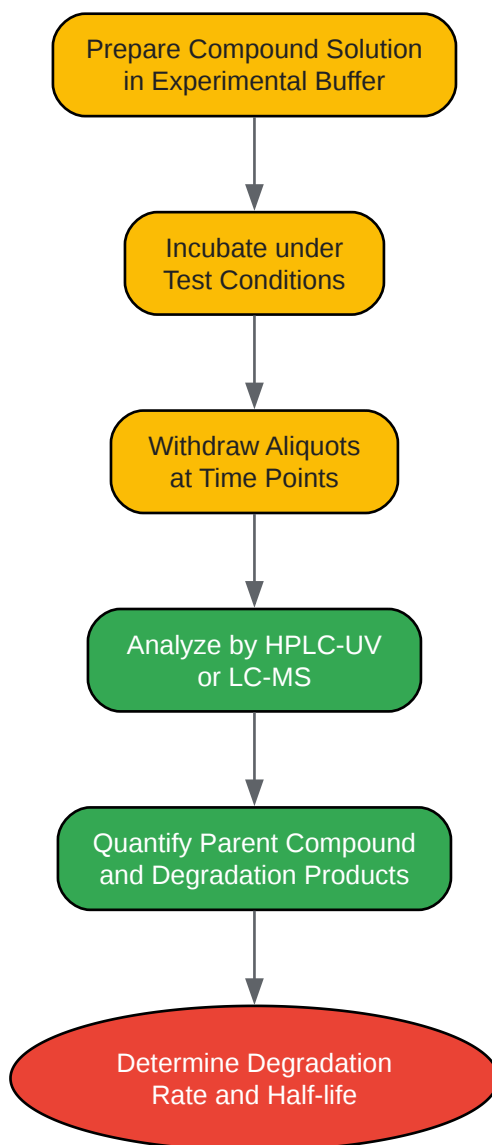 Prepare Compound Solution
in Experimental Buffer
Incubate under
Test Conditions
Withdraw Aliquots
at Time Points
Analyze by HPLC-UV
or LC-MS
Quantify Parent Compound
and Degradation Products
Determine Degradation
Rate and Half-life